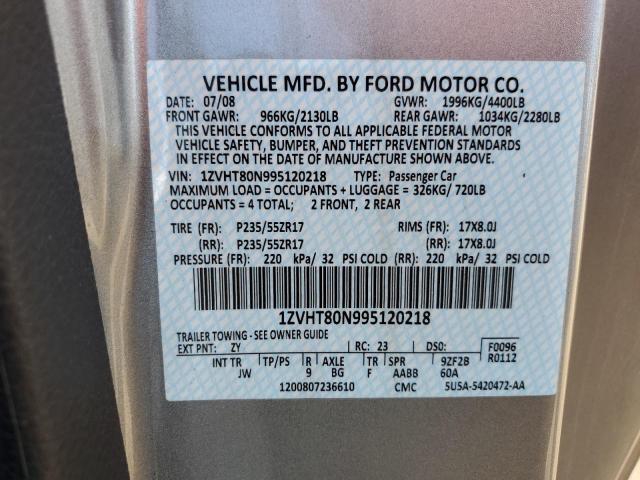 VEHICLE MFD. BY FORD MOTOR CO.
DATE: 07/08 GVWR: 1996KG/4400LB
FRONT GAWR: 966KG/2130LB REAR GAWR: 1034KG/2280LB
THIS VEHICLE CONFORMS TO ALL APPLICABLE FEDERAL MOTOR
VEHICLE SAFETY, BUMPER, AND THEFT PREVENTION STANDARDS
IN EFFECT ON THE DATE OF MANUFACTURE SHOWN ABOVE.
VIN: 1ZVHT80N995120218 TYPE: Passenger Car
MAXIMUM LOAD = OCCUPANTS + LUGGAGE = 326KG/ 720LB
OCCUPANTS = 4 TOTAL; 2 FRONT, 2 REAR
TIRE (FR): P235/55ZR17 RIMS (FR): 17X8.0J
(RR): P235/55ZR17 (RR): 17X8.0J
PRESSURE (FR): 220 kPa/ 32 PSI COLD (RR): 220 kPa/ 32 PSI COLD
1ZVHT80N995120218
TRAILER TOWING - SEE OWNER GUIDE F0096
EXT PNT: ZY RC: 23 DSO: R0112
INT TR TP/PS R AXLE TR SPR 9ZF2B
JW 9 BG F AABB 60A
1200807236610 CMC 5U5A-5420472-AA